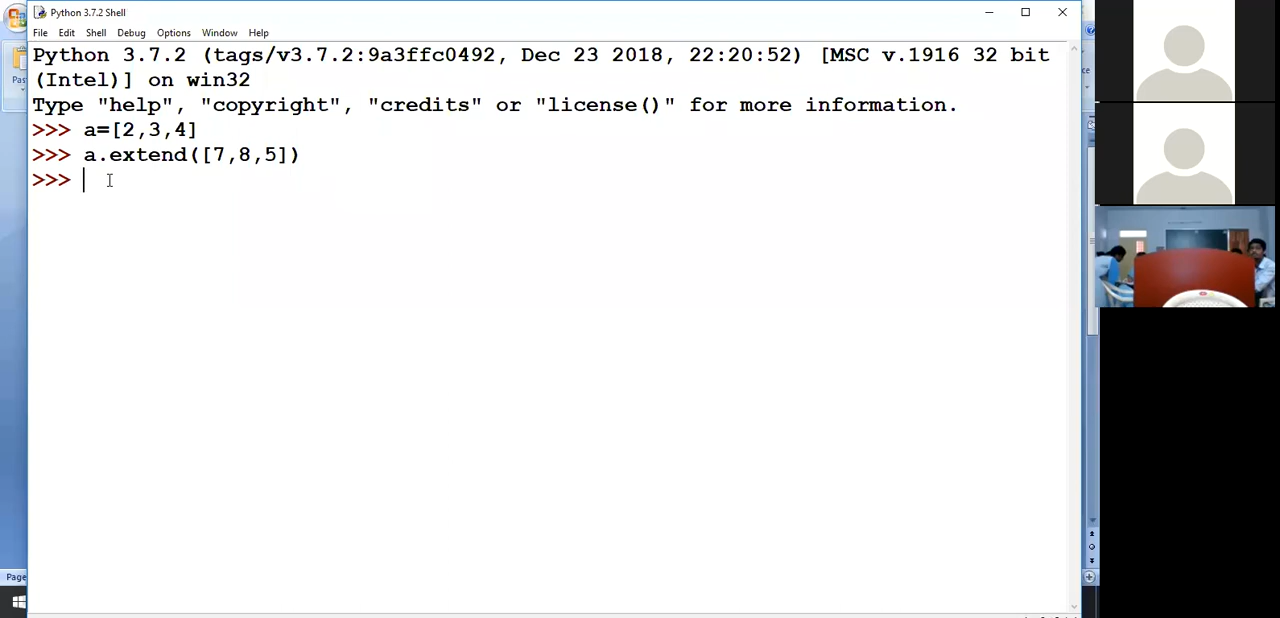 Python 3.7.2 Shell
File Edit Shell Debug Options Window Help
Python 3.7.2 (tags/v3.7.2:9a3ffc0492, Dec 23 2018, 22:20:52) [MSC v.1916 32 bit
(Intel)] on win32
Type "help", "copyright", "credits" or "license()" for more information.
>>> a=[2,3,4]
>>> a.extend([7,8,5])
>>>
Page